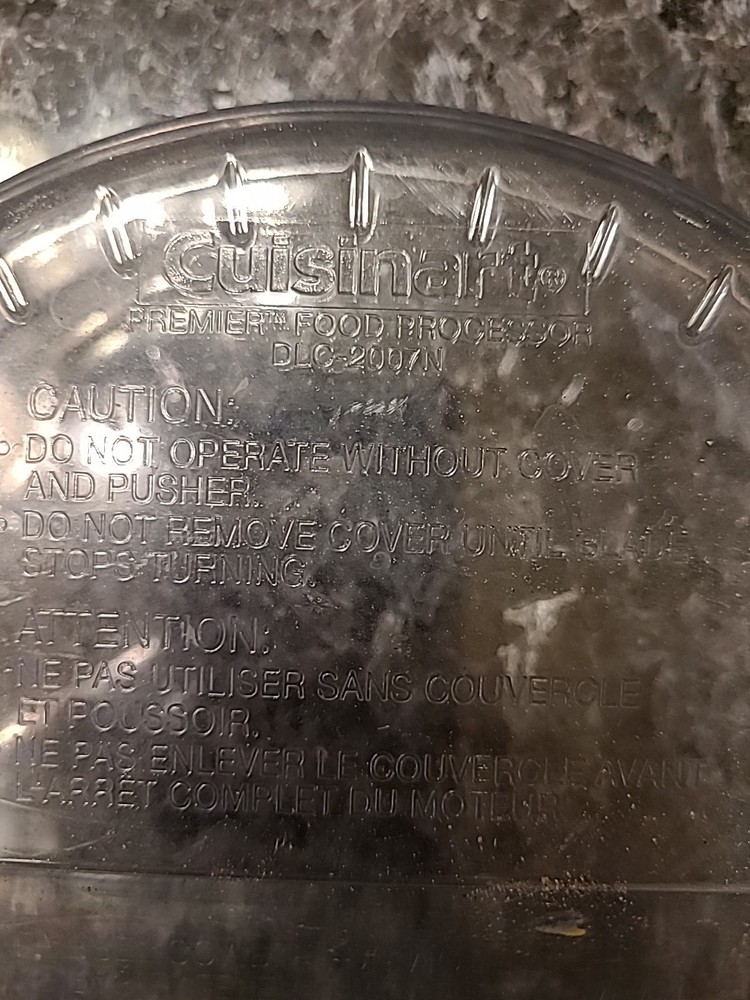 Cuisinart®
PREMIER™ FOOD PROCESSOR
DLC-2007N
CAUTION:
• DO NOT OPERATE WITHOUT COVER
AND PUSHER.
• DO NOT REMOVE COVER UNTIL BLADE
STOPS TURNING.
ATTENTION:
• NE PAS UTILISER SANS COUVERCLE
ET POUSSOIR.
NE PAS ENLEVER LE COUVERCLE AVANT
L'ARRÊT COMPLET DU MOTEUR